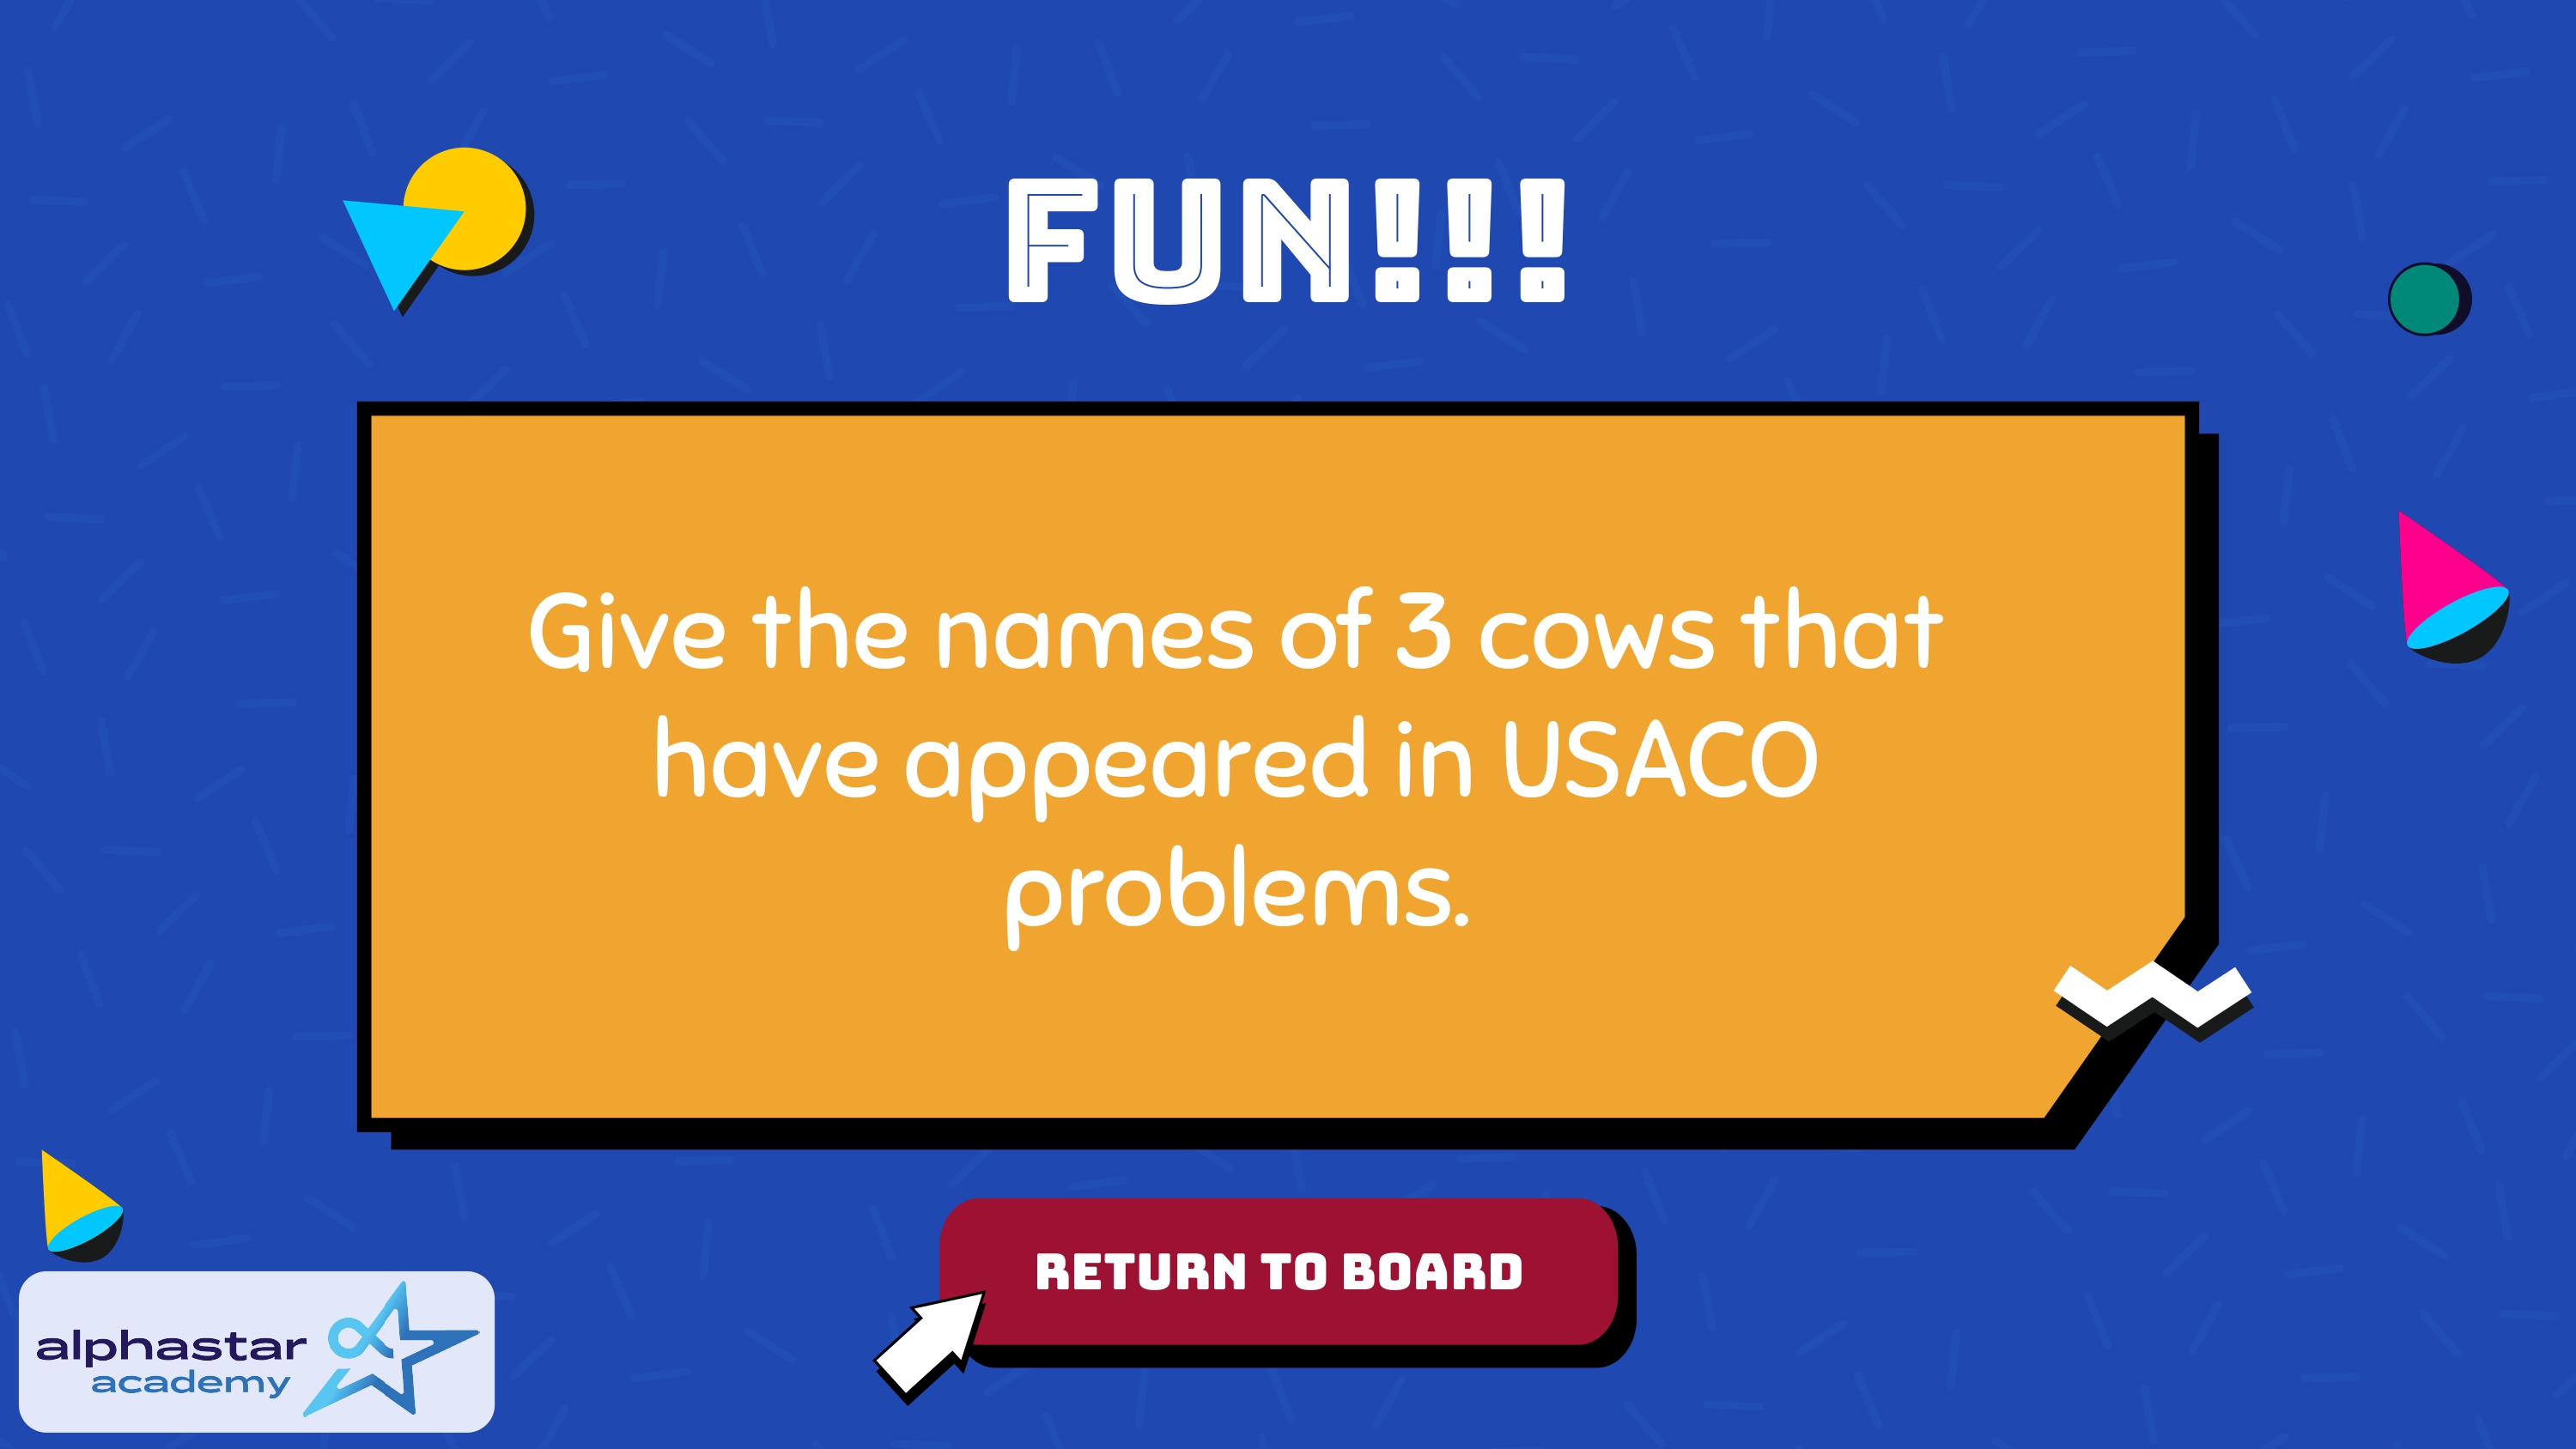 FUN!!!
Give the names of 3 cows that
have appeared in USACO
problems.
RETURN TO BOARD
alphastar
academy